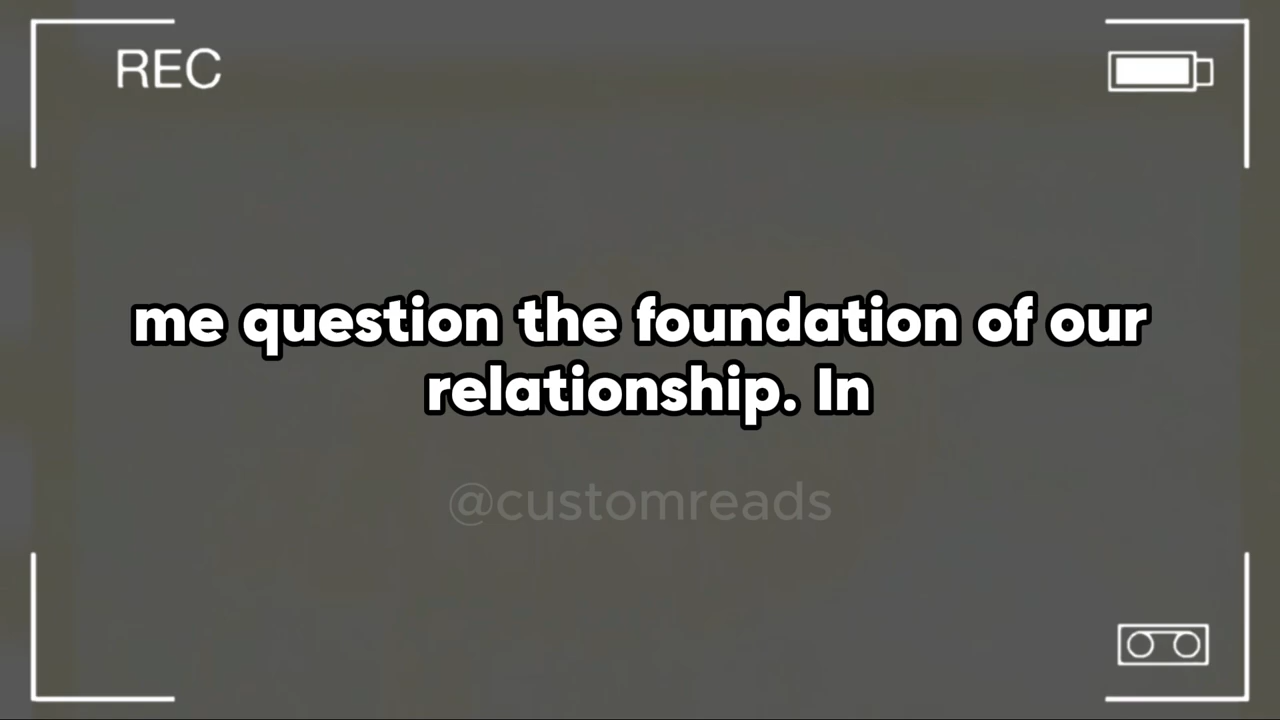 REC
me question the foundation of our
relationship. In
@customreads